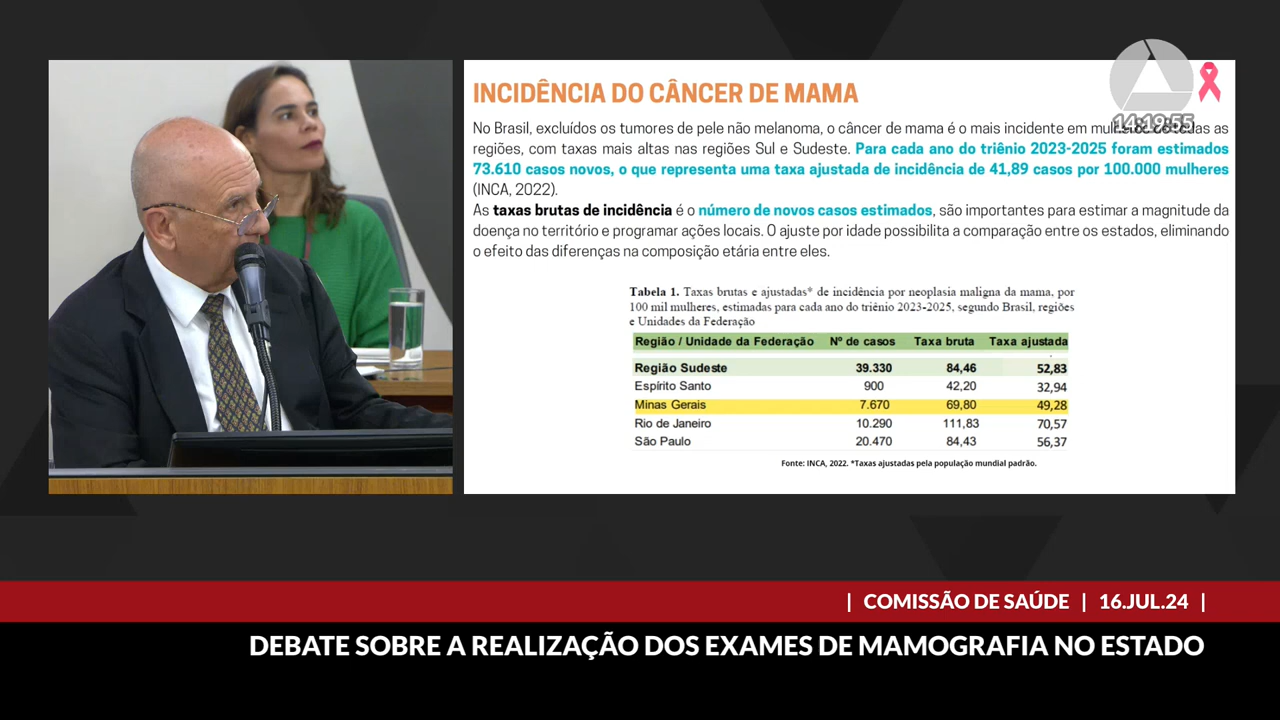 INCIDÊNCIA DO CÂNCER DE MAMA
14:19:55
No Brasil, excluídos os tumores de pele não melanoma, o câncer de mama é o mais incidente em as
regiões, com taxas mais altas nas regiões Sul e Sudeste. Para cada ano do triênio 2023-2025 foram estimados
73.610 casos novos, o que representa uma taxa ajustada de incidência de 41,89 casos por 100.000 mulheres
(INCA, 2022).
As taxas brutas de incidência é o número de novos casos estimados, são importantes para estimar a magnitude da
doença no território e programar ações locais. O ajuste por idade possibilita a comparação entre os estados, eliminando
o efeito das diferenças na composição etária entre eles.
Tabela 1. Taxas brutas e ajustadas* de incidência por neoplasia maligna da mama, por
100 mil mulheres, estimadas para cada ano do triênio 2023-2025, segundo Brasil, regiões
e Unidades da Federação
Região / Unidade da Federação Nº de casos Taxa bruta Taxa ajustada
Região Sudeste 39.330 84,46 52,83
Espírito Santo 900 42,20 32,94
Minas Gerais 7.670 69,80 49,28
Rio de Janeiro 10.290 111,83 70,57
São Paulo 20.470 84,43 56,37
Fonte: INCA, 2022. *Taxas ajustadas pela população mundial padrão.
| COMISSÃO DE SAÚDE | 16.JUL.24 |
DEBATE SOBRE A REALIZAÇÃO DOS EXAMES DE MAMOGRAFIA NO ESTADO